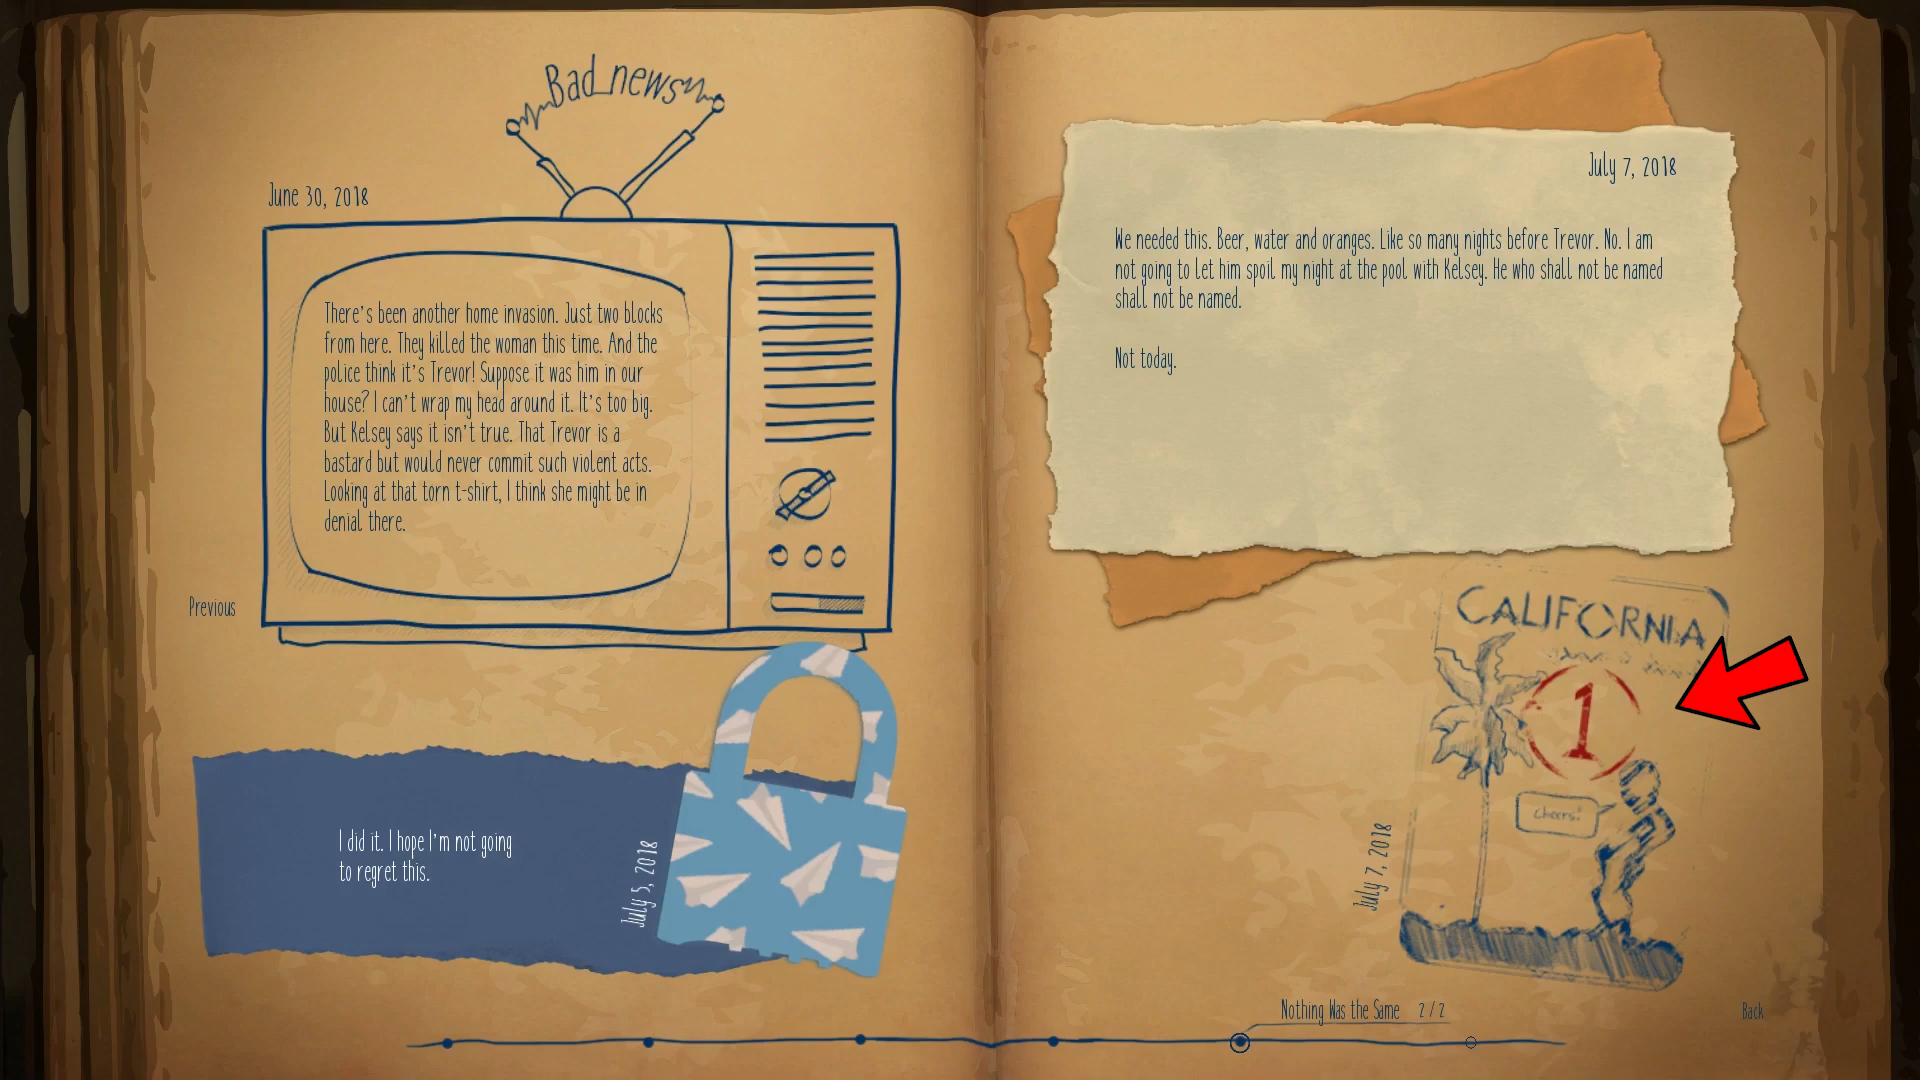 Bad news
June 30, 2018
There's been another home invasion. Just two blocks
from here. They killed the woman this time. And the
police think it's Trevor! Suppose it was him in our
house? I can't wrap my head around it. It's too big.
But Kelsey says it isn't true. That Trevor is a
bastard but would never commit such violent acts.
Looking at that torn t-shirt, I think she might be in
denial there.
Previous
I did it. I hope I'm not going
to regret this.
July 5, 2018
July 7, 2018
We needed this. Beer, water and oranges. Like so many nights before Trevor. No. I am
not going to let him spoil my night at the pool with Kelsey. He who shall not be named
shall not be named.
Not today.
CALIFORNIA
1
cheers!
July 7, 2018
Nothing Was the Same 2 / 2
Back